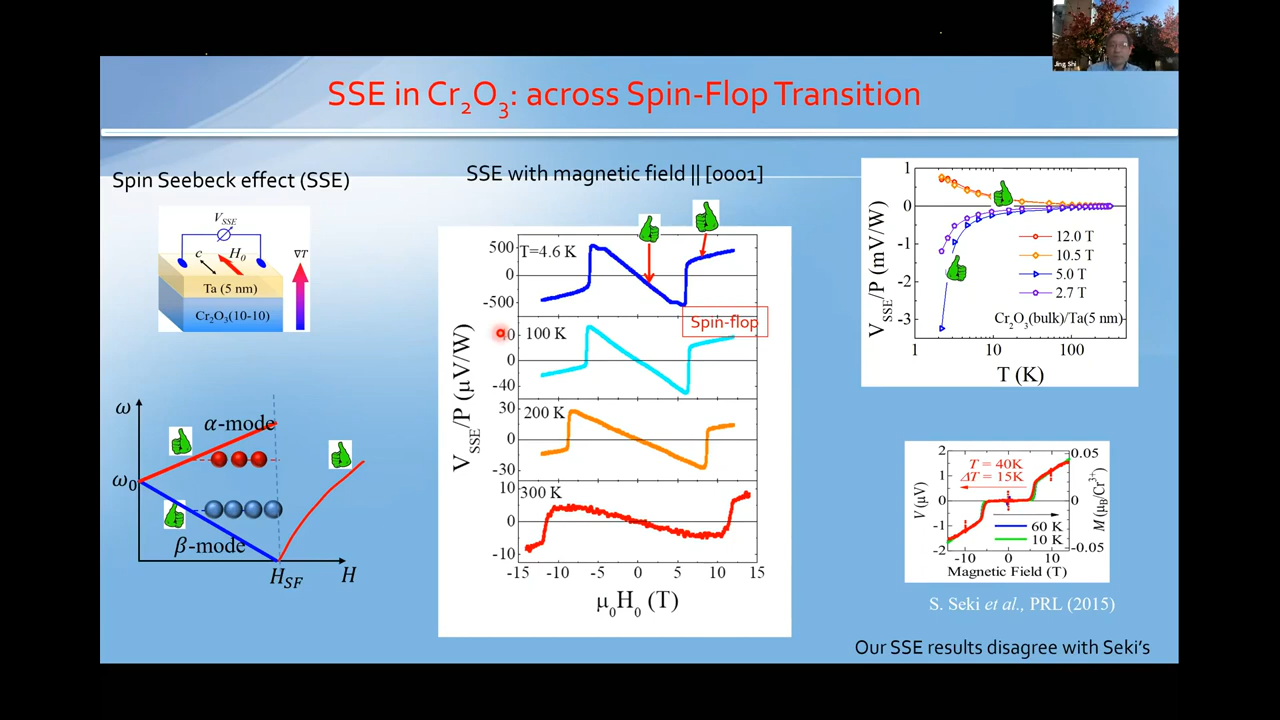 Jing Shi
SSE in Cr₂O₃: across Spin-Flop Transition
Spin Seebeck effect (SSE)
V_SSE
c
H₀
∇T
Ta (5 nm)
Cr₂O₃(10-10)
ω
α-mode
ω₀
β-mode
H_SF
H
SSE with magnetic field || [0001]
V_SSE/P (μV/W)
500
T=4.6 K
0
-500
Spin-flop
100 K
0
-40
30
200 K
0
-30
10
300 K
0
-10
-15 -10 -5 0 5 10 15
μ₀H₀ (T)
V_SSE/P (mV/W)
1
0
-1
-2
-3
12.0 T
10.5 T
5.0 T
2.7 T
Cr₂O₃(bulk)/Ta(5 nm)
1 10 100
T (K)
V (μV)
2
1
0
-1
-2
T = 40K
ΔT = 15K
60 K
10 K
0.05
0
-0.05
M (μ_B/Cr³⁺)
-10 0 10
Magnetic Field (T)
S. Seki et al., PRL (2015)
Our SSE results disagree with Seki's